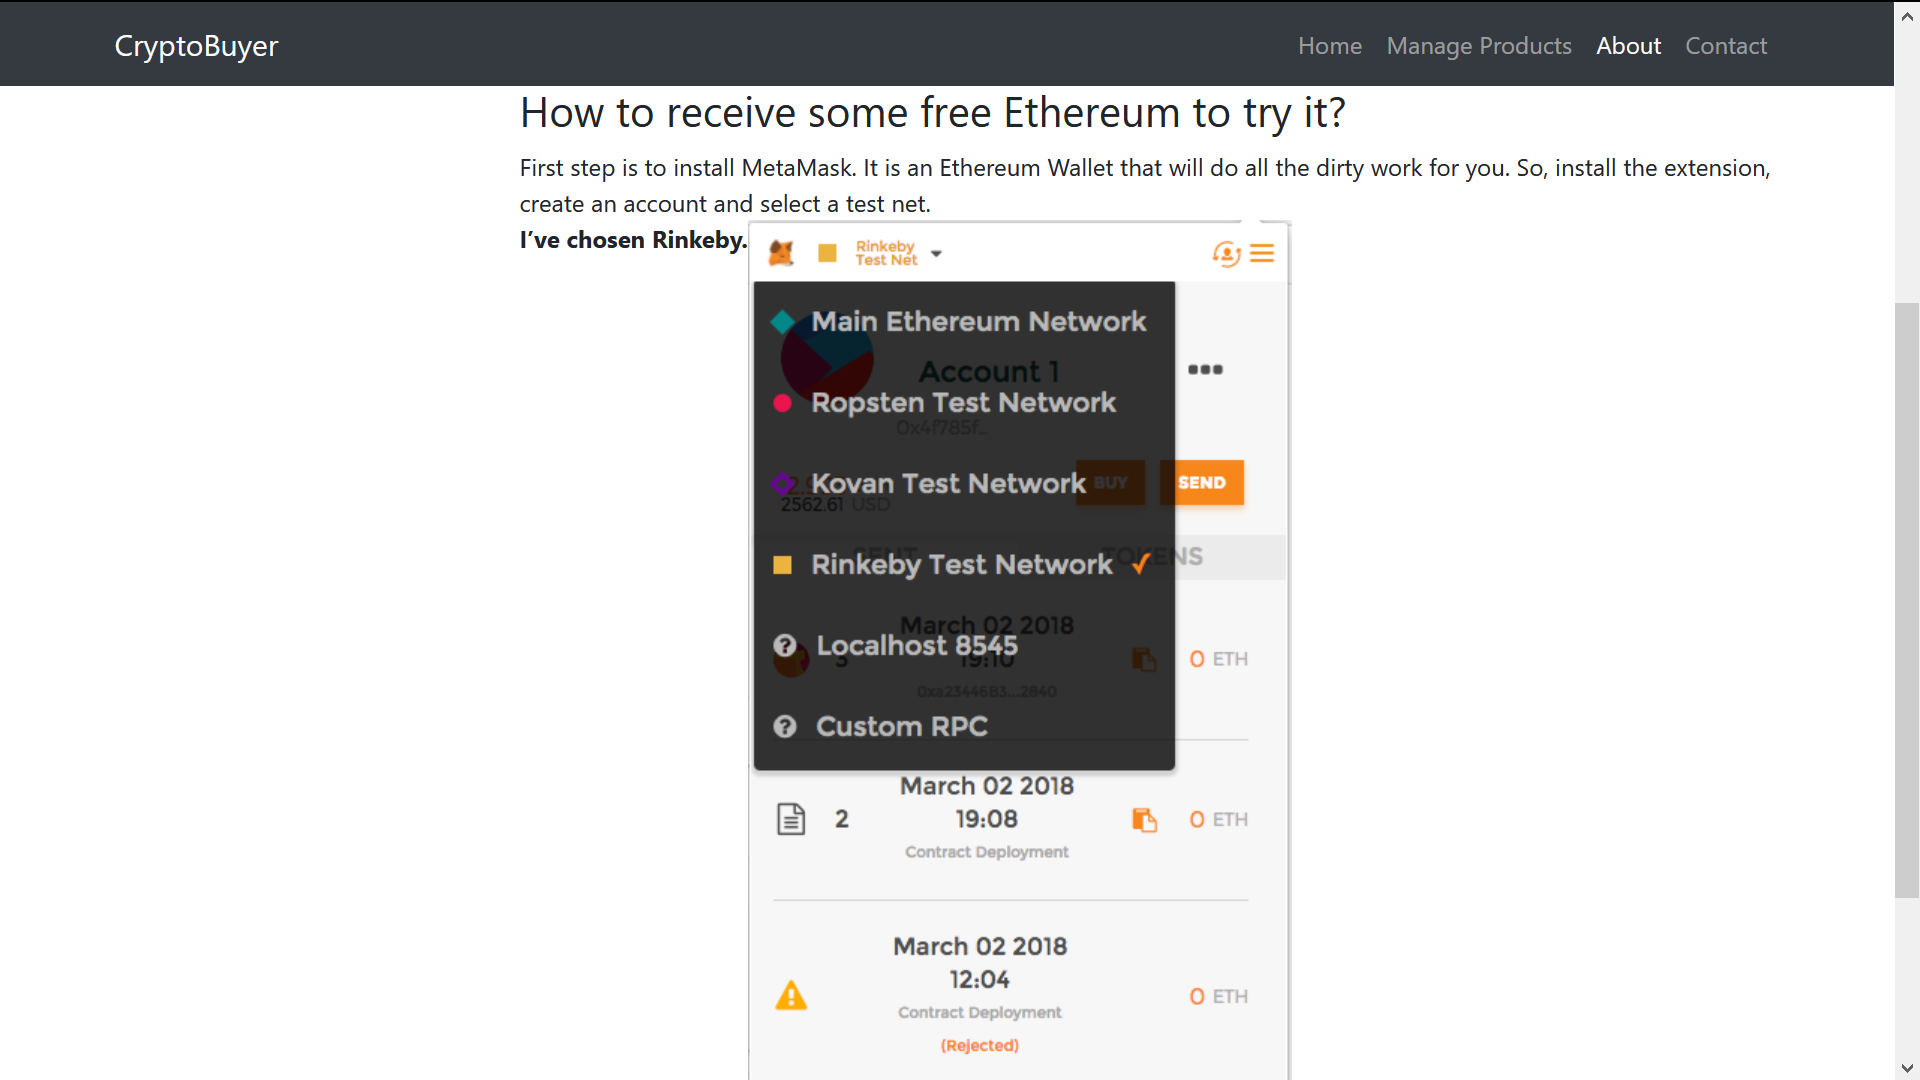 CryptoBuyer
Home Manage Products About Contact
How to receive some free Ethereum to try it?
First step is to install MetaMask. It is an Ethereum Wallet that will do all the dirty work for you. So, install the extension,
create an account and select a test net.
I’ve chosen Rinkeby.
Rinkeby
Test Net
Main Ethereum Network
Account 1
Ropsten Test Network
0x4f785f...
Kovan Test Network
BUY
SEND
2562.61 USD
SENT
TOKENS
Rinkeby Test Network
March 02 2018
Localhost 8545
3 19:10 0 ETH
0xa23446B3...2840
Custom RPC
March 02 2018
2 19:08 0 ETH
Contract Deployment
March 02 2018
12:04
0 ETH
Contract Deployment
(Rejected)